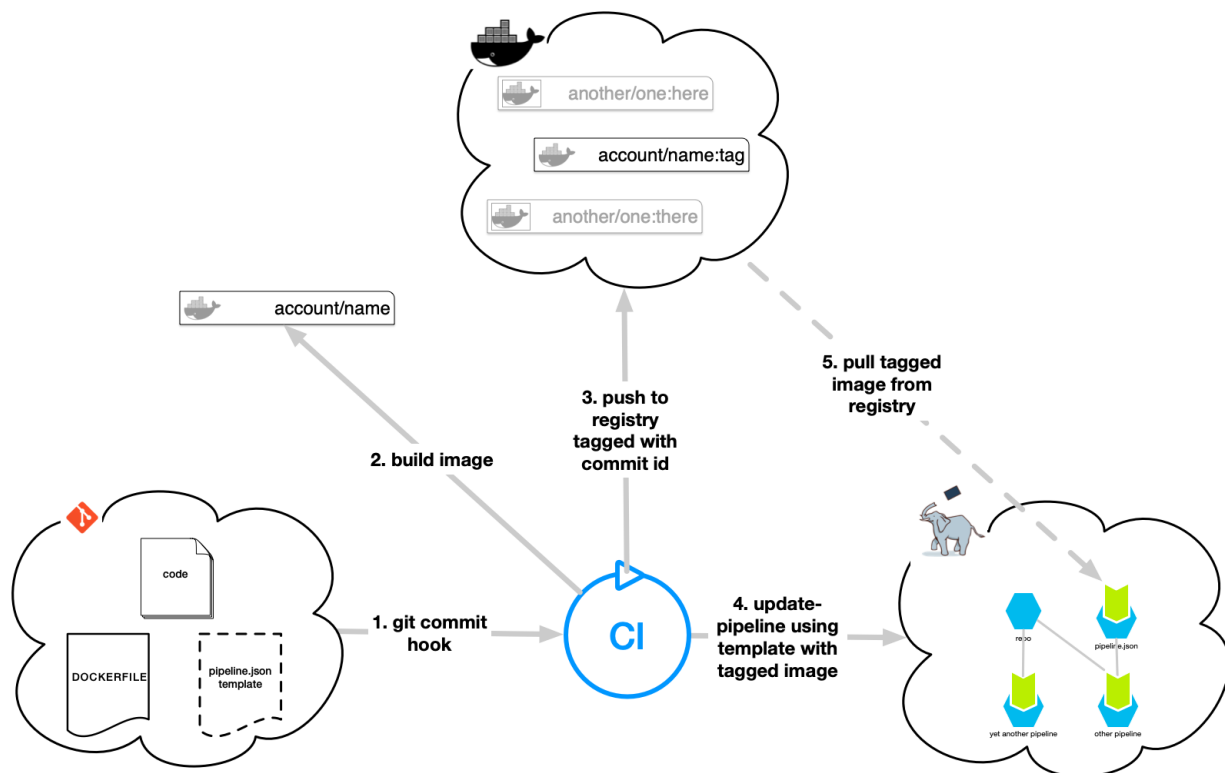 another/one:here
account/name:tag
another/one:there
account/name
5. pull tagged
image from
registry
3. push to
registry
tagged with
commit id
2. build image
code
DOCKERFILE
pipeline.json
template
1. git commit
hook
CI
4. update-
pipeline using
template with
tagged image
repo
pipeline.json
yet another pipeline
other pipeline